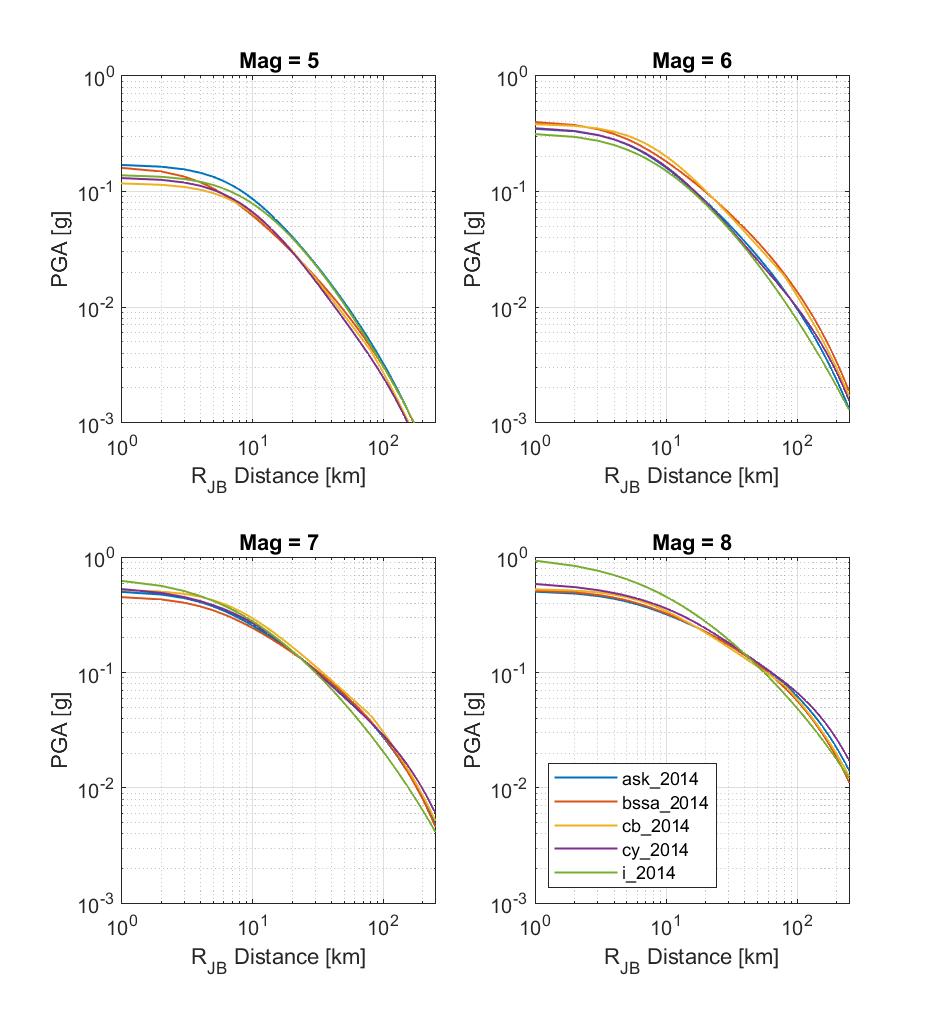 Mag = 5
Mag = 6
10^0
10^-1
10^-2
10^-3
PGA [g]
10^0
10^1
10^2
R_JB Distance [km]
10^0
10^-1
10^-2
10^-3
PGA [g]
10^0
10^1
10^2
R_JB Distance [km]
Mag = 7
Mag = 8
10^0
10^-1
10^-2
10^-3
PGA [g]
10^0
10^1
10^2
R_JB Distance [km]
10^0
10^-1
10^-2
10^-3
PGA [g]
ask_2014
bssa_2014
cb_2014
cy_2014
i_2014
10^0
10^1
10^2
R_JB Distance [km]